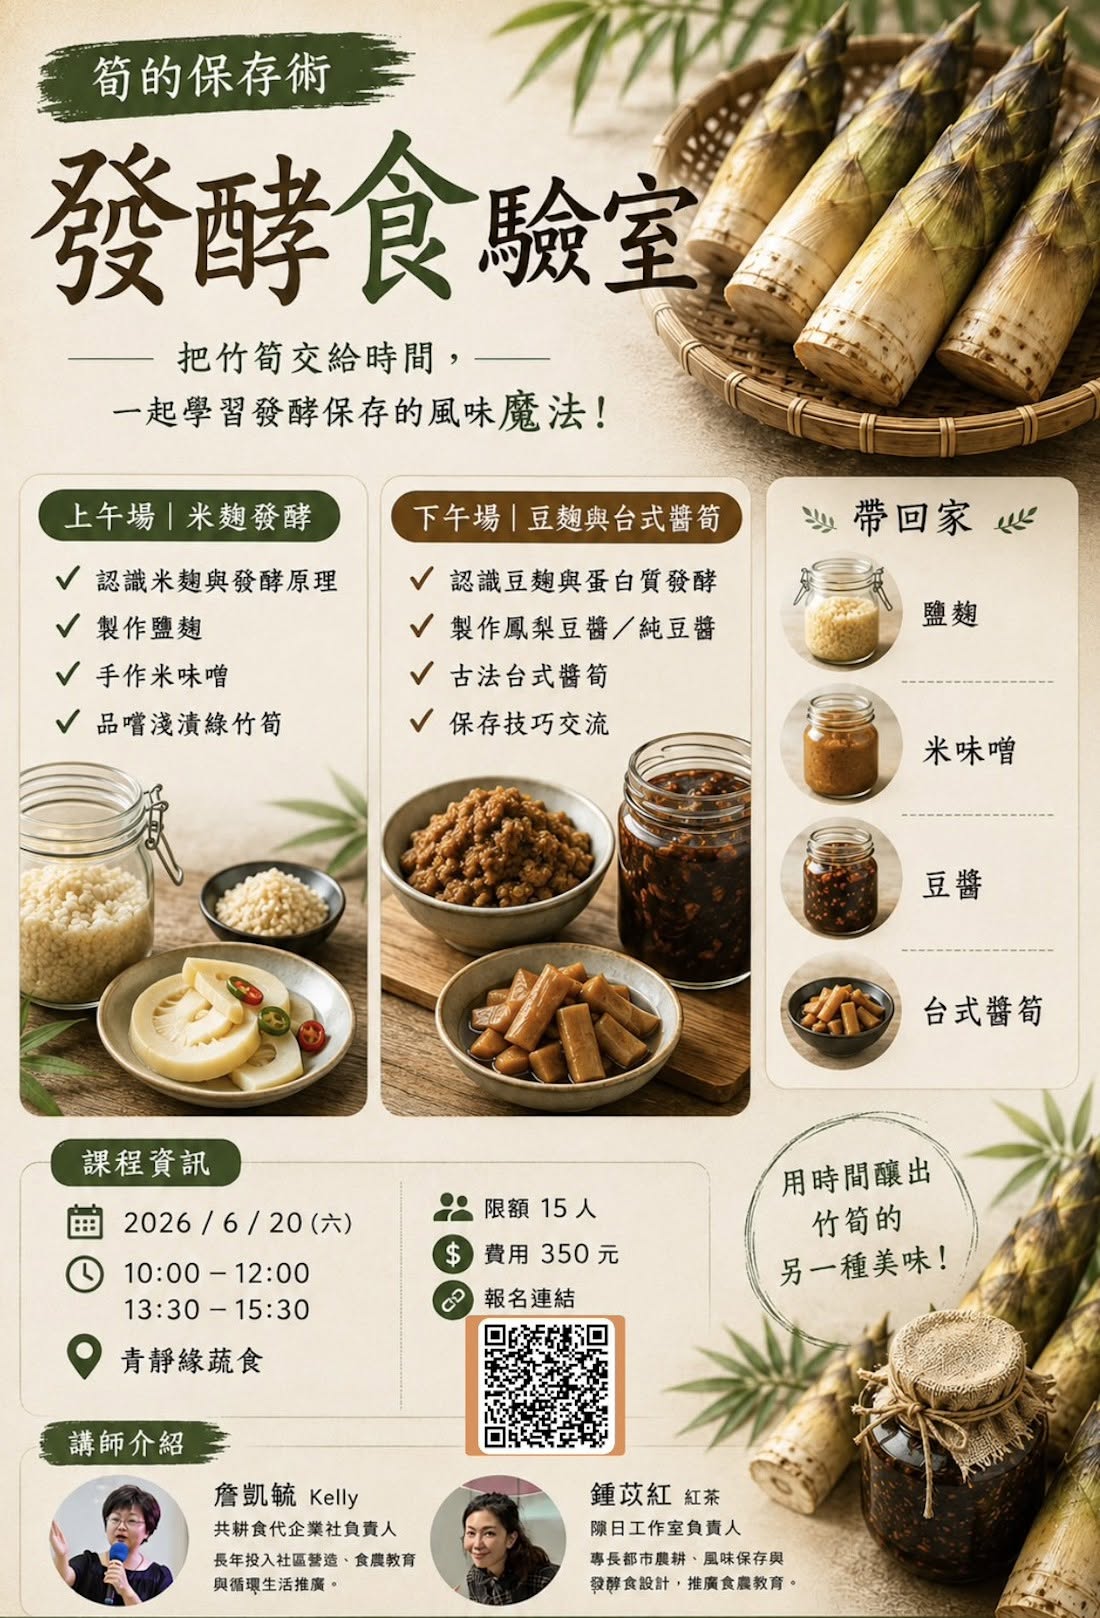 筍的保存術
發酵食驗室
把竹筍交給時間，
一起學習發酵保存的風味魔法！
上午場｜米麴發酵
✓ 認識米麴與發酵原理
✓ 製作鹽麴
✓ 手作米味噌
✓ 品嚐淺漬綠竹筍
下午場｜豆麴與台式醬筍
✓ 認識豆麴與蛋白質發酵
✓ 製作鳳梨豆醬／純豆醬
✓ 古法台式醬筍
✓ 保存技巧交流
帶回家
鹽麴
米味噌
豆醬
台式醬筍
課程資訊
2026 / 6 / 20 (六)
10:00 – 12:00
13:30 – 15:30
青靜緣蔬食
限額 15 人
$ 費用 350 元
報名連結
用時間釀出
竹筍的
另一種美味！
講師介紹
詹凱毓 Kelly
共耕食代企業社負責人
長年投入社區營造、食農教育
與循環生活推廣。
鍾苡紅 紅茶
隙日工作室負責人
專長都市農耕、風味保存與
發酵食設計，推廣食農教育。